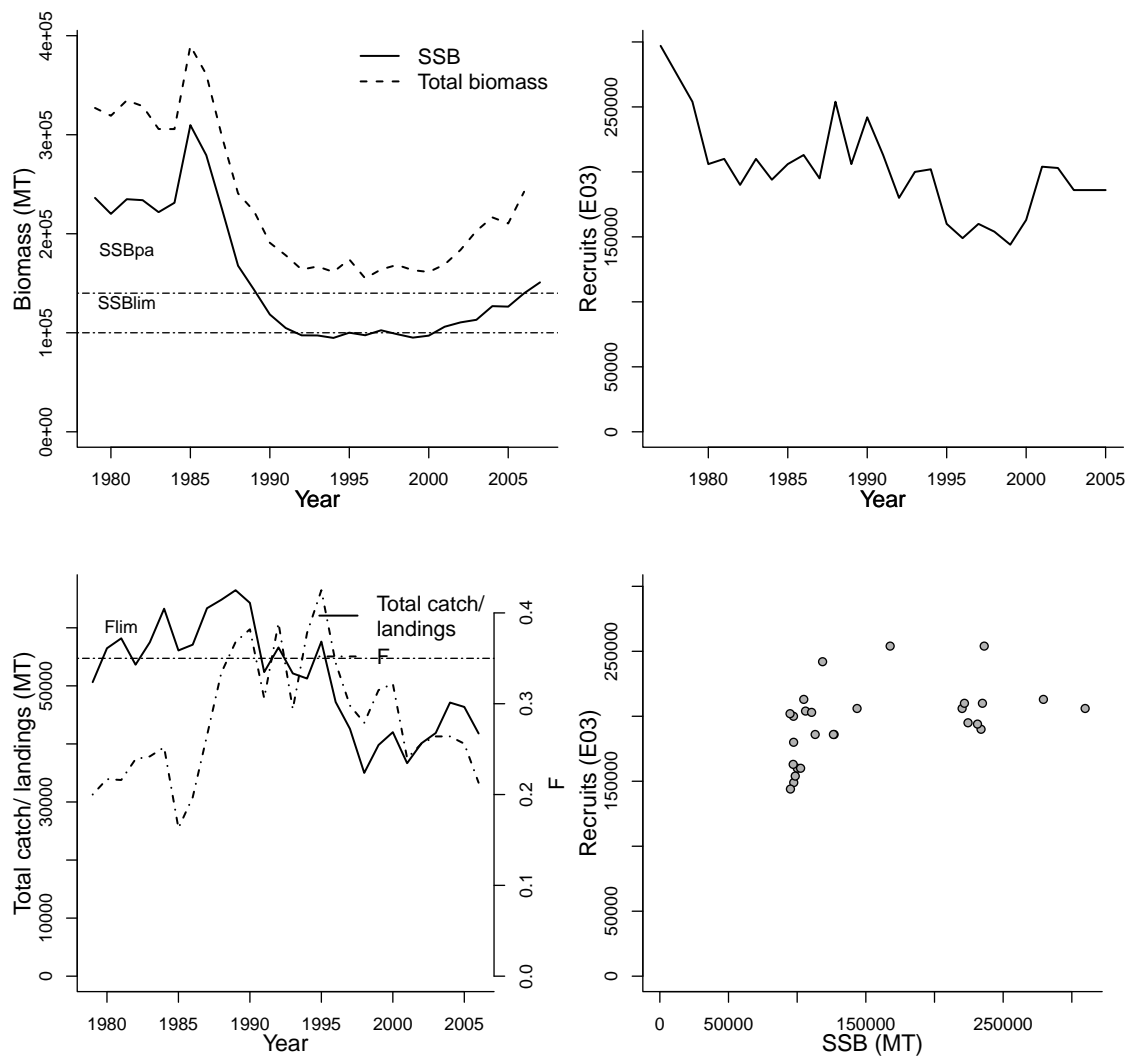 4e+05
3e+05
2e+05
1e+05
0e+00
Biomass (MT)
SSB
Total biomass
SSBpa
SSBlim
1980 1985 1990 1995 2000 2005
Year
250000
150000
50000
0
Recruits (E03)
1980 1985 1990 1995 2000 2005
Year
50000
30000
10000
0
Total catch/ landings (MT)
Flim
Total catch/
landings
F
0.4
0.3
0.2
0.1
0.0
F
1980 1985 1990 1995 2000 2005
Year
250000
150000
50000
0
Recruits (E03)
0 50000 150000 250000
SSB (MT)